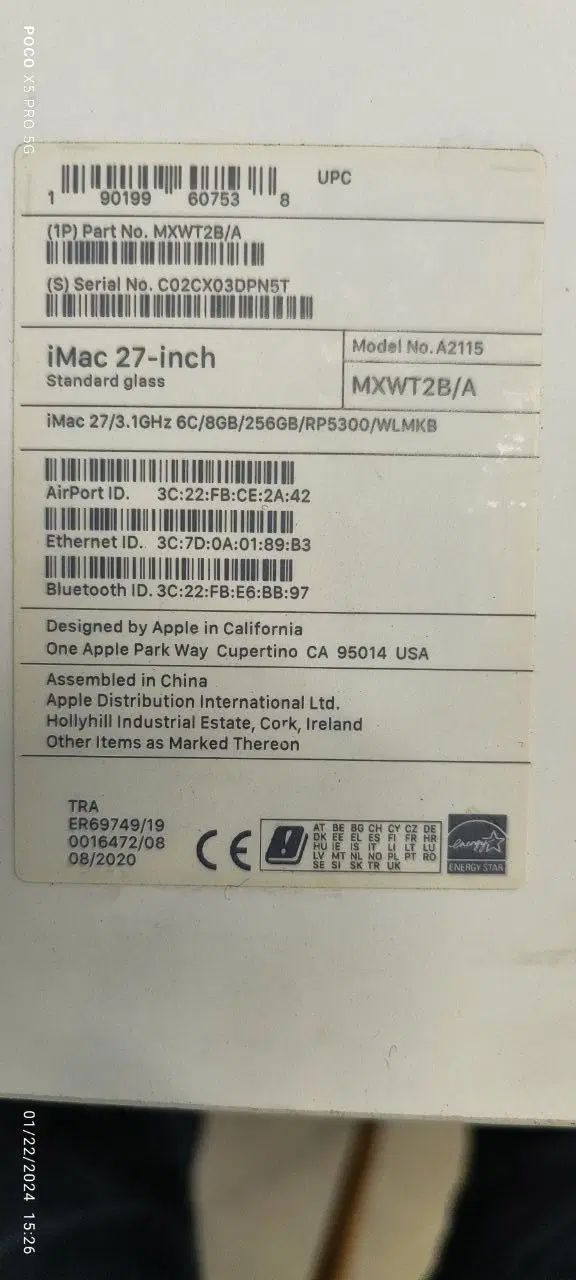 POCO X5 PRO 5G
1 90199 60753 8 UPC
(1P) Part No. MXWT2B/A
(S) Serial No. C02CX03DPN5T
iMac 27-inch
Standard glass
Model No. A2115
MXWT2B/A
iMac 27/3.1GHz 6C/8GB/256GB/RP5300/WLMKB
AirPort ID. 3C:22:FB:CE:2A:42
Ethernet ID. 3C:7D:0A:01:89:B3
Bluetooth ID. 3C:22:FB:E6:BB:97
Designed by Apple in California
One Apple Park Way Cupertino CA 95014 USA
Assembled in China
Apple Distribution International Ltd.
Hollyhill Industrial Estate, Cork, Ireland
Other Items as Marked Thereon
TRA
ER69749/19
0016472/08
08/2020
CE
AT BE BG CH CY CZ DE
DK EE EL ES FI FR HR
HU IE IS IT LI LT LU
LV MT NL NO PL PT RO
SE SI SK TR UK
energy
ENERGY STAR
01/22/2024 15:26